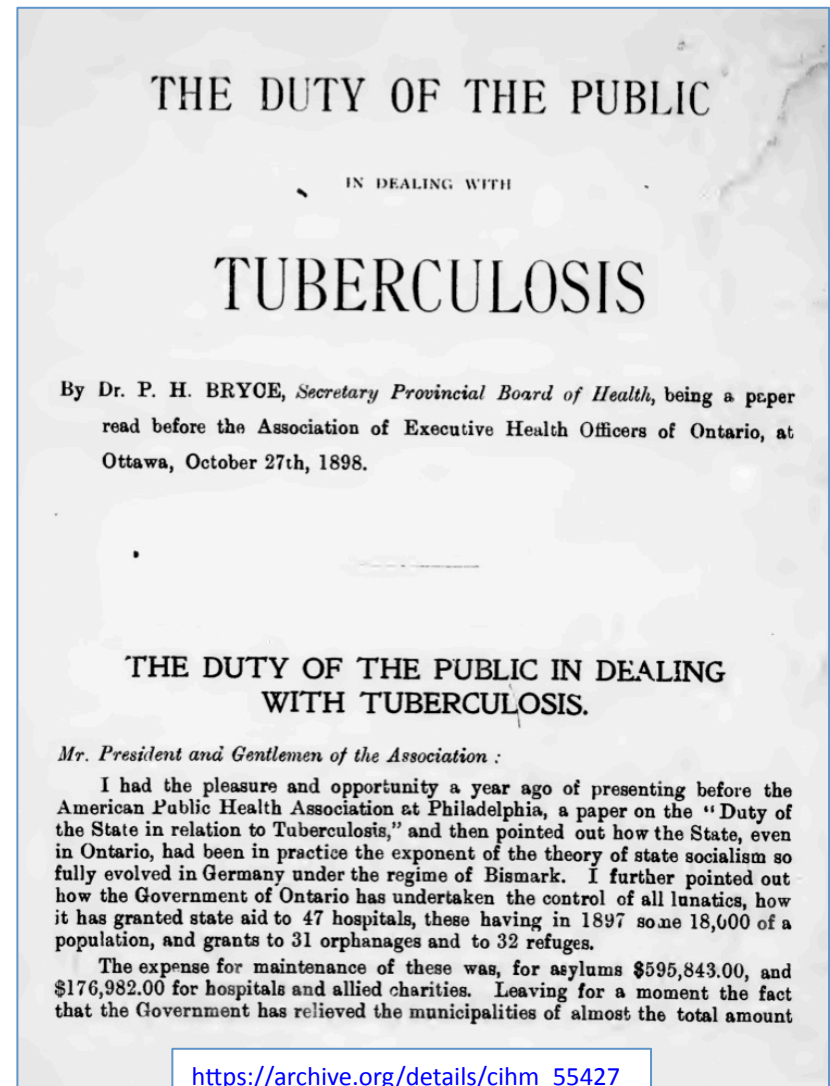 THE DUTY OF THE PUBLIC
IN DEALING WITH
TUBERCULOSIS
By Dr. P. H. BRYCE, Secretary Provincial Board of Health, being a paper
read before the Association of Executive Health Officers of Ontario, at
Ottawa, October 27th, 1898.
THE DUTY OF THE PUBLIC IN DEALING
WITH TUBERCULOSIS.
Mr. President and Gentlemen of the Association :
I had the pleasure and opportunity a year ago of presenting before the
American Public Health Association at Philadelphia, a paper on the “Duty of
the State in relation to Tuberculosis,” and then pointed out how the State, even
in Ontario, had been in practice the exponent of the theory of state socialism so
fully evolved in Germany under the regime of Bismark. I further pointed out
how the Government of Ontario has undertaken the control of all lunatics, how
it has granted state aid to 47 hospitals, these having in 1897 some 18,000 of a
population, and grants to 31 orphanages and to 32 refuges.
The expense for maintenance of these was, for asylums $595,843.00, and
$176,982.00 for hospitals and allied charities. Leaving for a moment the fact
that the Government has relieved the municipalities of almost the total amount
https://archive.org/details/cihm_55427